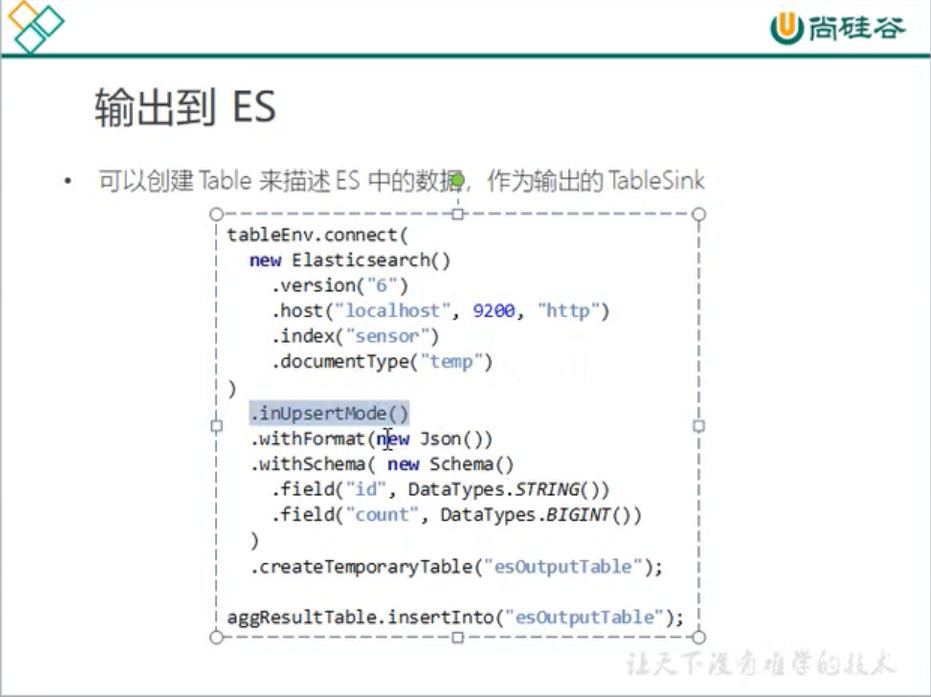 尚硅谷
输出到 ES
• 可以创建 Table 来描述 ES 中的数据，作为输出的 TableSink
tableEnv.connect(
  new Elasticsearch()
    .version("6")
    .host("localhost", 9200, "http")
    .index("sensor")
    .documentType("temp")
)
  .inUpsertMode()
  .withFormat(new Json())
  .withSchema( new Schema()
    .field("id", DataTypes.STRING())
    .field("count", DataTypes.BIGINT())
  )
  .createTemporaryTable("esOutputTable");
aggResultTable.insertInto("esOutputTable");
让天下没有难学的技术